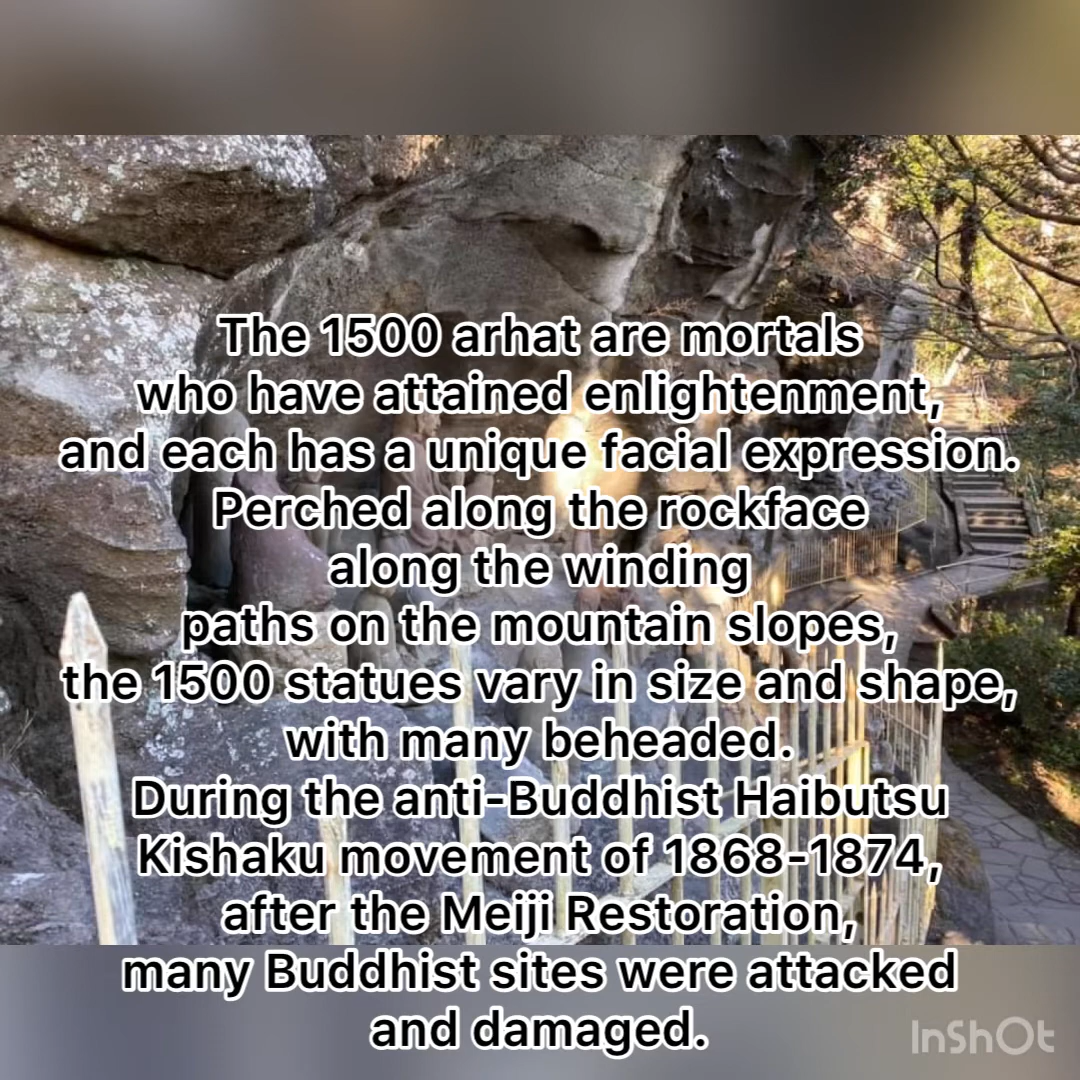 The 1500 arhat are mortals
who have attained enlightenment,
and each has a unique facial expression.
Perched along the rockface
along the winding
paths on the mountain slopes,
the 1500 statues vary in size and shape,
with many beheaded.
During the anti-Buddhist Haibutsu
Kishaku movement of 1868-1874,
after the Meiji Restoration,
many Buddhist sites were attacked
and damaged.
InShOt